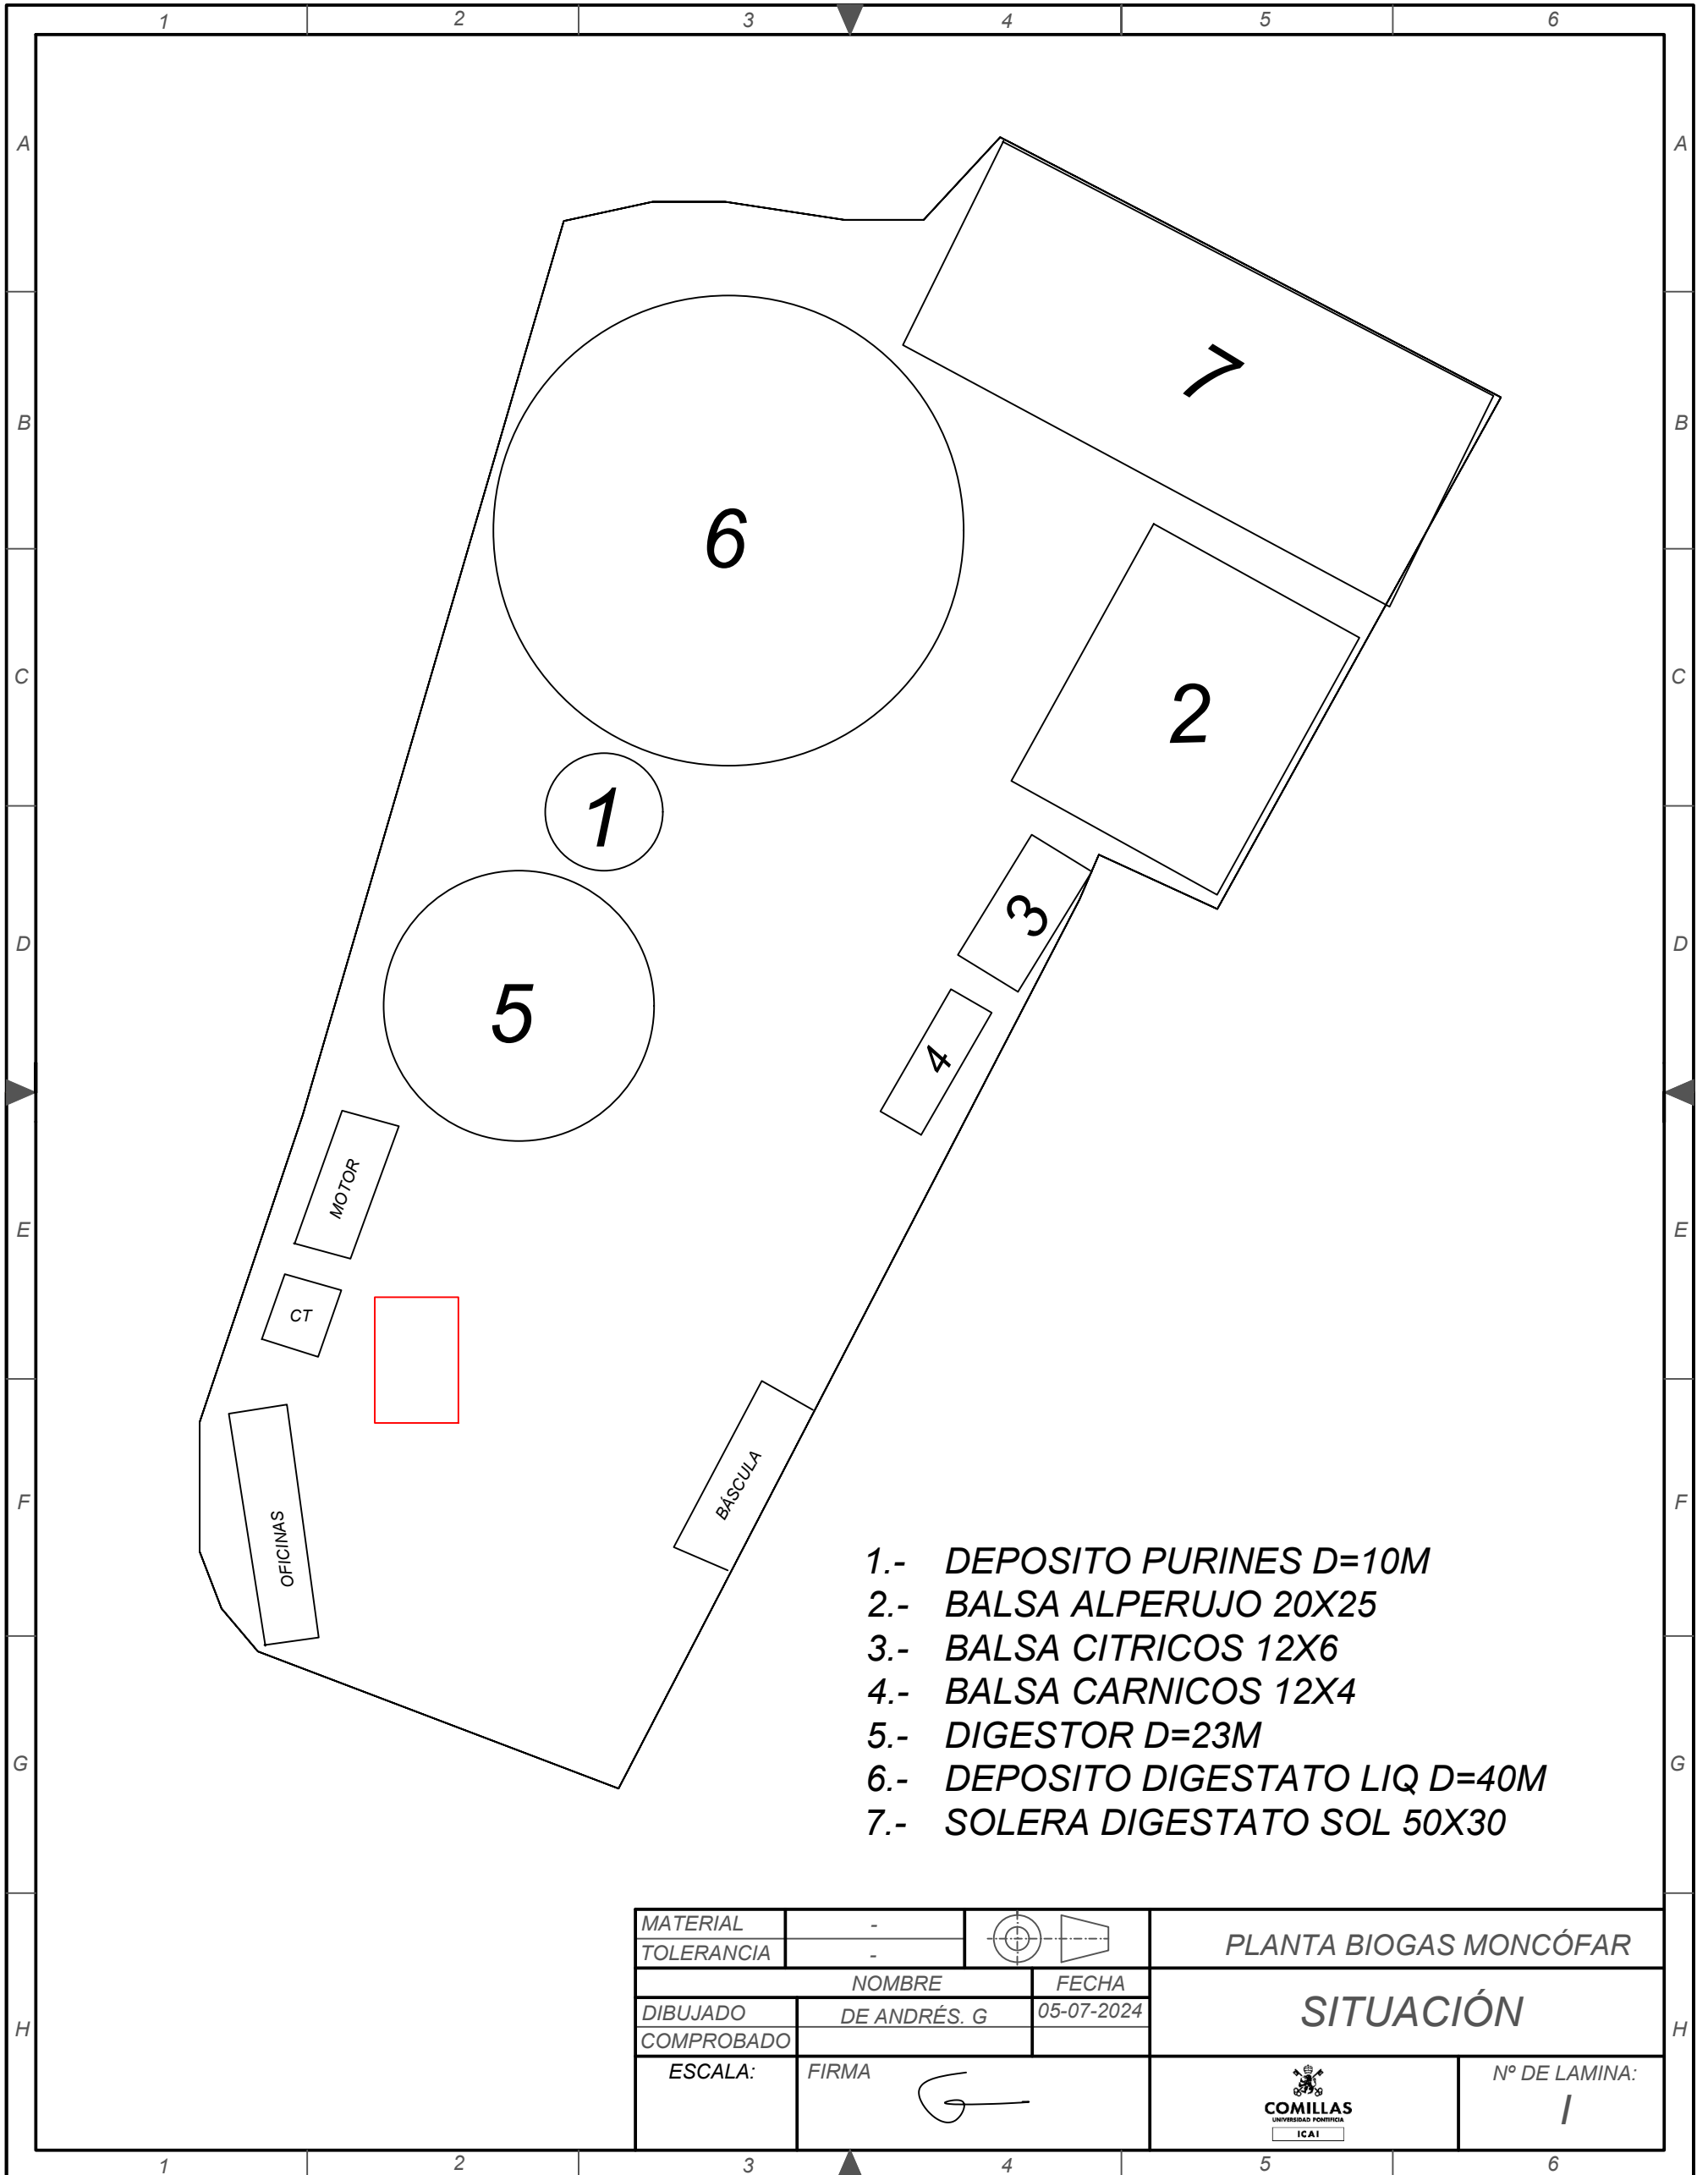 1 2 3 4 5 6
A A
B B
C C
D D
E E
F F
G G
H H
7
6
2
1
3
5
4
MOTOR
CT
OFICINAS
BÁSCULA
1.- DEPOSITO PURINES D=10M
2.- BALSA ALPERUJO 20X25
3.- BALSA CITRICOS 12X6
4.- BALSA CARNICOS 12X4
5.- DIGESTOR D=23M
6.- DEPOSITO DIGESTATO LIQ D=40M
7.- SOLERA DIGESTATO SOL 50X30
MATERIAL -
TOLERANCIA -
PLANTA BIOGAS MONCÓFAR
NOMBRE FECHA
DIBUJADO DE ANDRÉS. G 05-07-2024
COMPROBADO
SITUACIÓN
ESCALA: FIRMA
COMILLAS
UNIVERSIDAD PONTIFICIA
ICAI
Nº DE LAMINA:
I
1 2 3 4 5 6